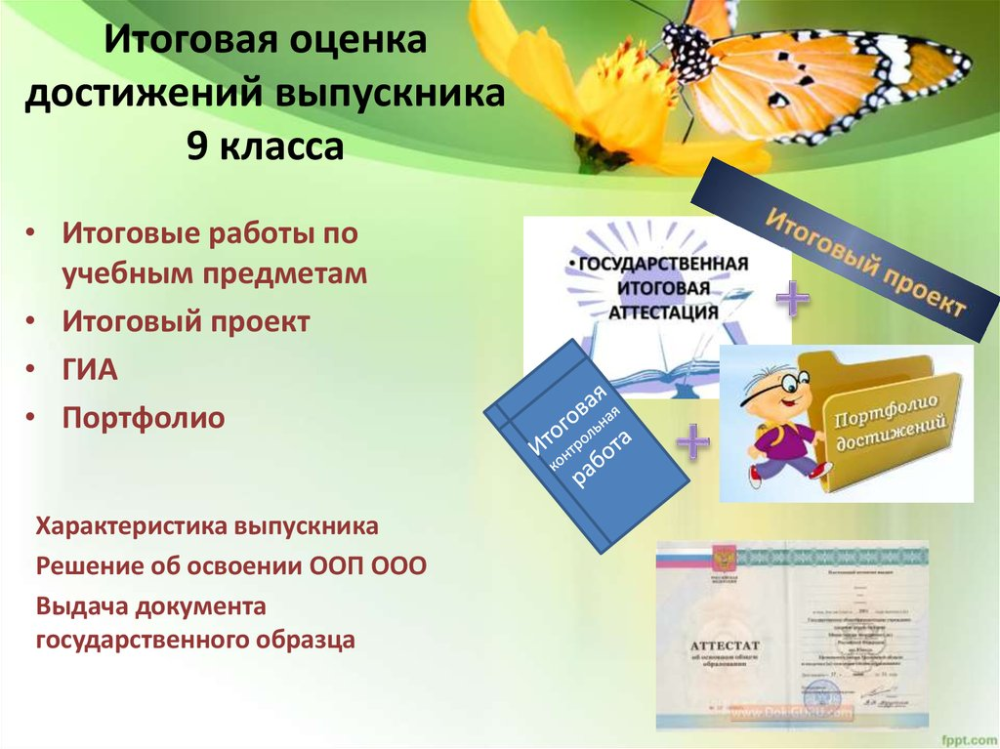 Итоговая оценка
достижений выпускника
9 класса
• Итоговые работы по
учебным предметам
• Итоговый проект
• ГИА
• Портфолио
Характеристика выпускника
Решение об освоении ООП ООО
Выдача документа
государственного образца
• ГОСУДАРСТВЕННАЯ
ИТОГОВАЯ
АТТЕСТАЦИЯ
Итоговый проект
Итоговая
контрольная
работа
Портфолио
достижений
РОССИЙСКАЯ
ФЕДЕРАЦИЯ
АТТЕСТАТ
об основном общем
образовании
fppt.com